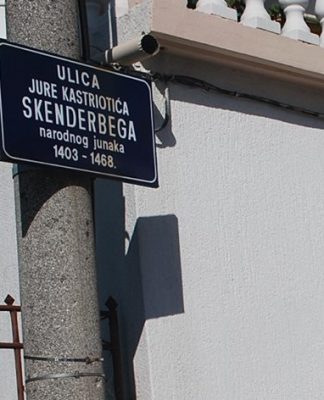 ULICA
JURE KASTRIOTIĆA
SKENDERBEGA
narodnog junaka
1403 - 1468.